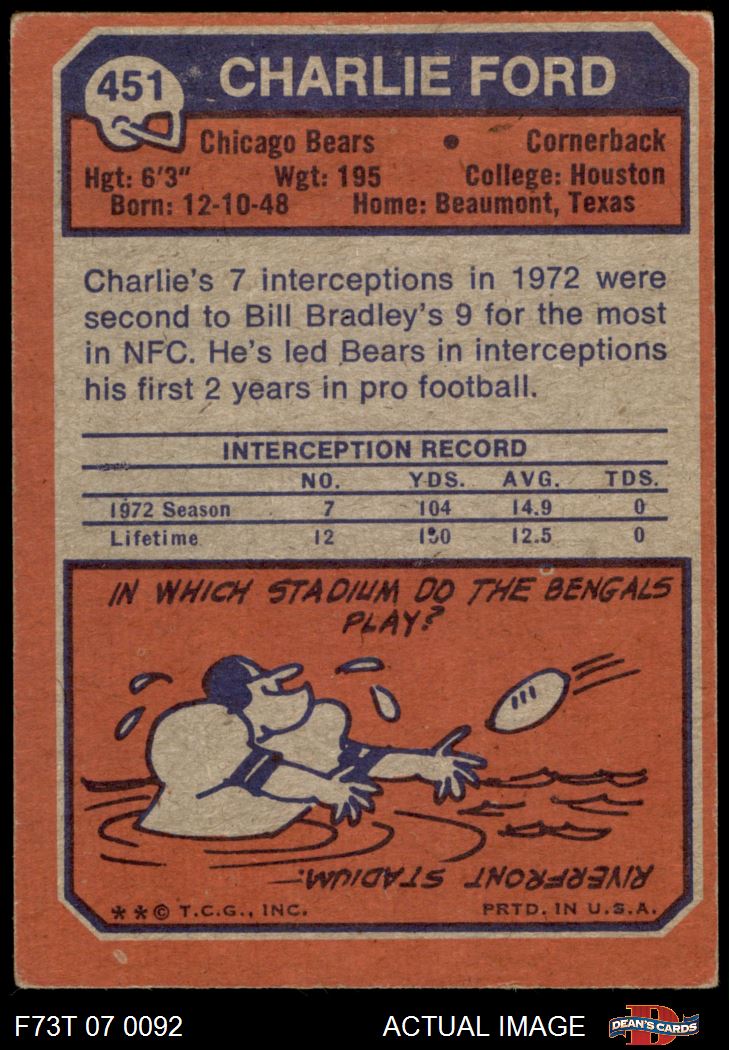 451
CHARLIE FORD
Chicago Bears • Cornerback
Hgt: 6'3" Wgt: 195 College: Houston
Born: 12-10-48 Home: Beaumont, Texas
Charlie's 7 interceptions in 1972 were
second to Bill Bradley's 9 for the most
in NFC. He's led Bears in interceptions
his first 2 years in pro football.
INTERCEPTION RECORD
NO. YDS. AVG. TDS.
1972 Season 7 104 14.9 0
Lifetime 12 150 12.5 0
IN WHICH STADIUM DO THE BENGALS
PLAY?
RIVERFRONT STADIUM.
**© T.C.G., INC. PRTD. IN U.S.A.
F73T 07 0092 ACTUAL IMAGE DEAN'S CARDS